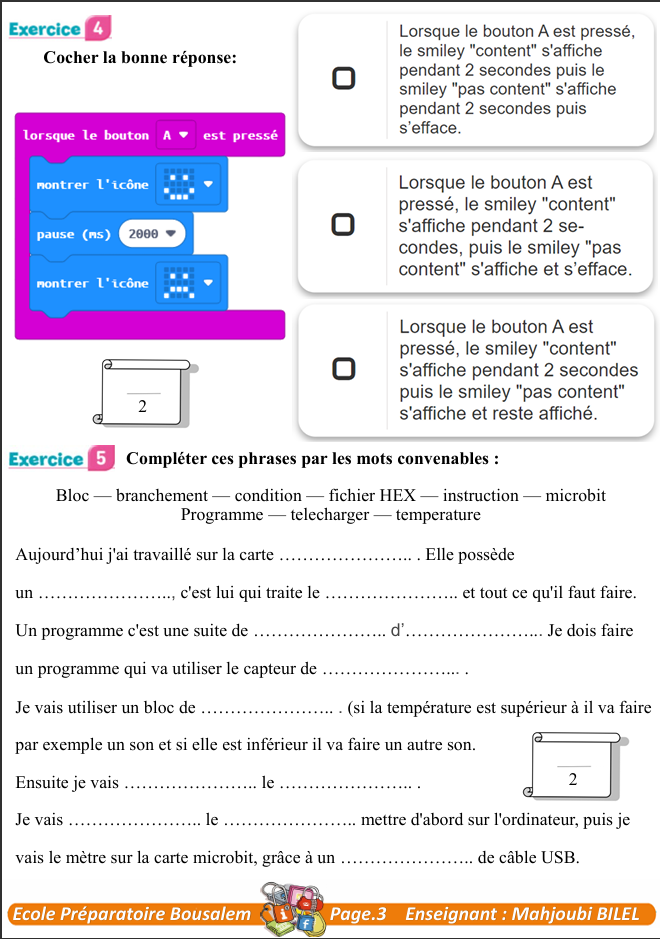 Exercice 4
Cocher la bonne réponse:
lorsque le bouton A est pressé
montrer l'icône
pause (ms) 2000
montrer l'icône
2
Lorsque le bouton A est pressé,
le smiley "content" s'affiche
pendant 2 secondes puis le
smiley "pas content" s'affiche
pendant 2 secondes puis
s’efface.
Lorsque le bouton A est
pressé, le smiley "content"
s'affiche pendant 2 se-
condes, puis le smiley "pas
content" s'affiche et s’efface.
Lorsque le bouton A est
pressé, le smiley "content"
s'affiche pendant 2 secondes
puis le smiley "pas content"
s'affiche et reste affiché.
Exercice 5 Compléter ces phrases par les mots convenables :
Bloc — branchement — condition — fichier HEX — instruction — microbit
Programme — telecharger — temperature
Aujourd’hui j'ai travaillé sur la carte ………………….. . Elle possède
un ………………….., c'est lui qui traite le ………………….. et tout ce qu'il faut faire.
Un programme c'est une suite de ………………….. d’………………….... Je dois faire
un programme qui va utiliser le capteur de …………………... .
Je vais utiliser un bloc de ………………….. . (si la température est supérieur à il va faire
par exemple un son et si elle est inférieur il va faire un autre son.
Ensuite je vais ………………….. le ………………….. .
2
Je vais ………………….. le ………………….. mettre d'abord sur l'ordinateur, puis je
vais le mètre sur la carte microbit, grâce à un ………………….. de câble USB.
Ecole Préparatoire Bousalem Page.3 Enseignant : Mahjoubi BILEL